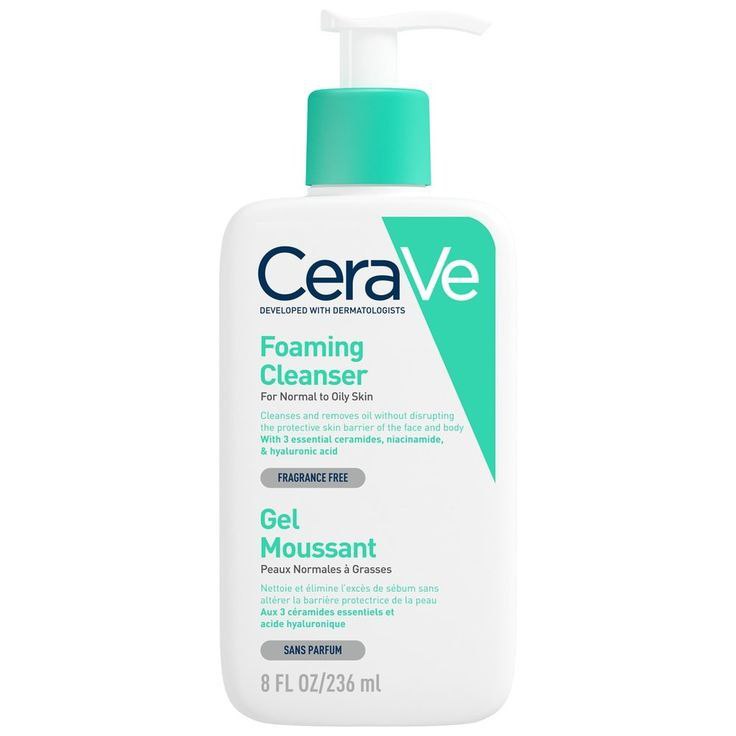 CeraVe
DEVELOPED WITH DERMATOLOGISTS
Foaming
Cleanser
For Normal to Oily Skin
Cleanses and removes oil without disrupting
the protective skin barrier of the face and body
With 3 essential ceramides, niacinamide,
& hyaluronic acid
FRAGRANCE FREE
Gel
Moussant
Peaux Normales à Grasses
Nettoie et élimine l'excès de sébum sans
altérer la barrière protectrice de la peau
Aux 3 céramides essentiels et
acide hyaluronique
SANS PARFUM
8 FL OZ/236 ml